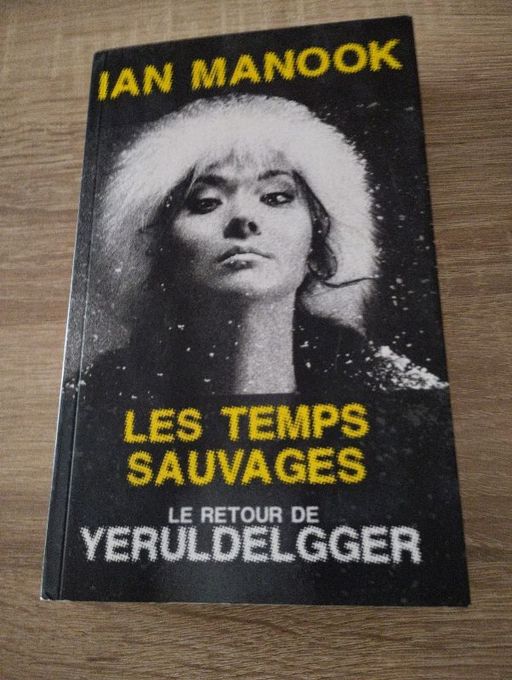 IAN MANOOK
LES TEMPS
SAUVAGES
LE RETOUR DE
YERULDELGGER